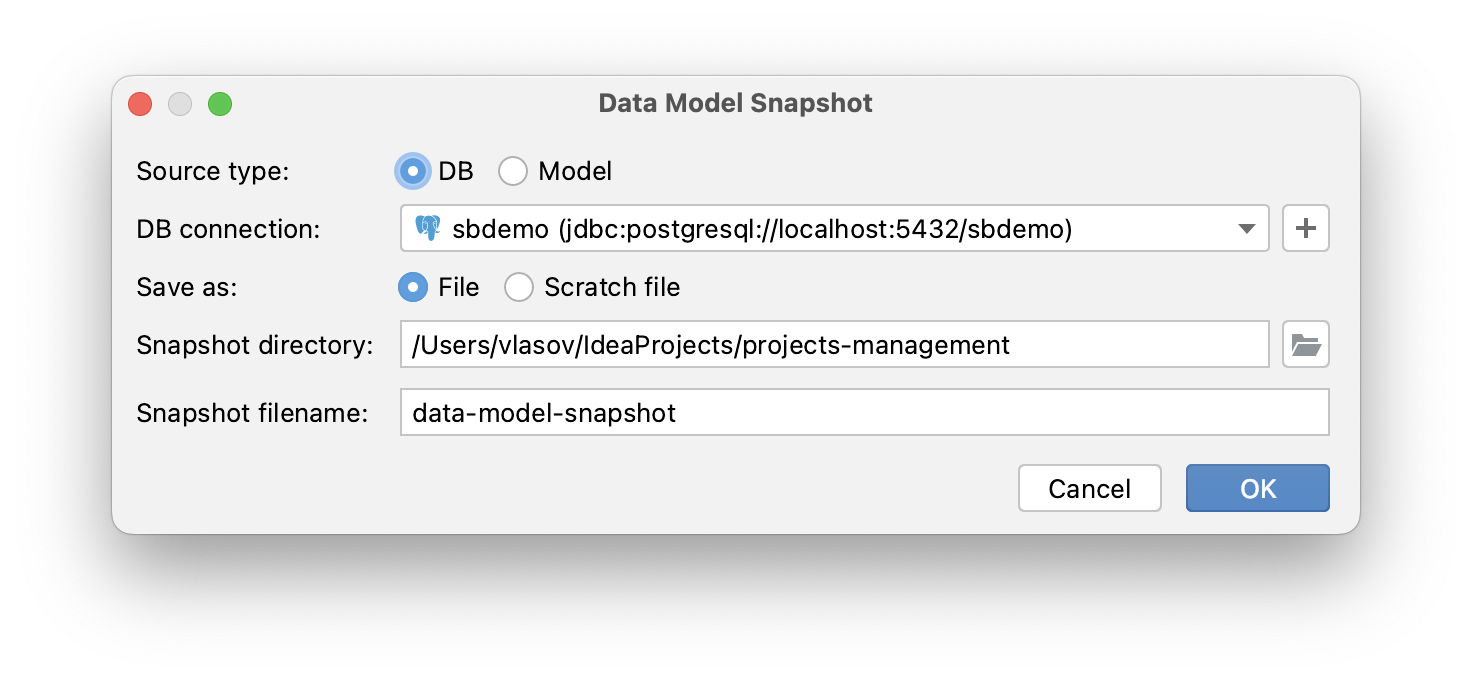 Data Model Snapshot
Source type: DB Model
DB connection: sbdemo (jdbc:postgresql://localhost:5432/sbdemo)
Save as: File Scratch file
Snapshot directory: /Users/vlasov/IdeaProjects/projects-management
Snapshot filename: data-model-snapshot
Cancel OK